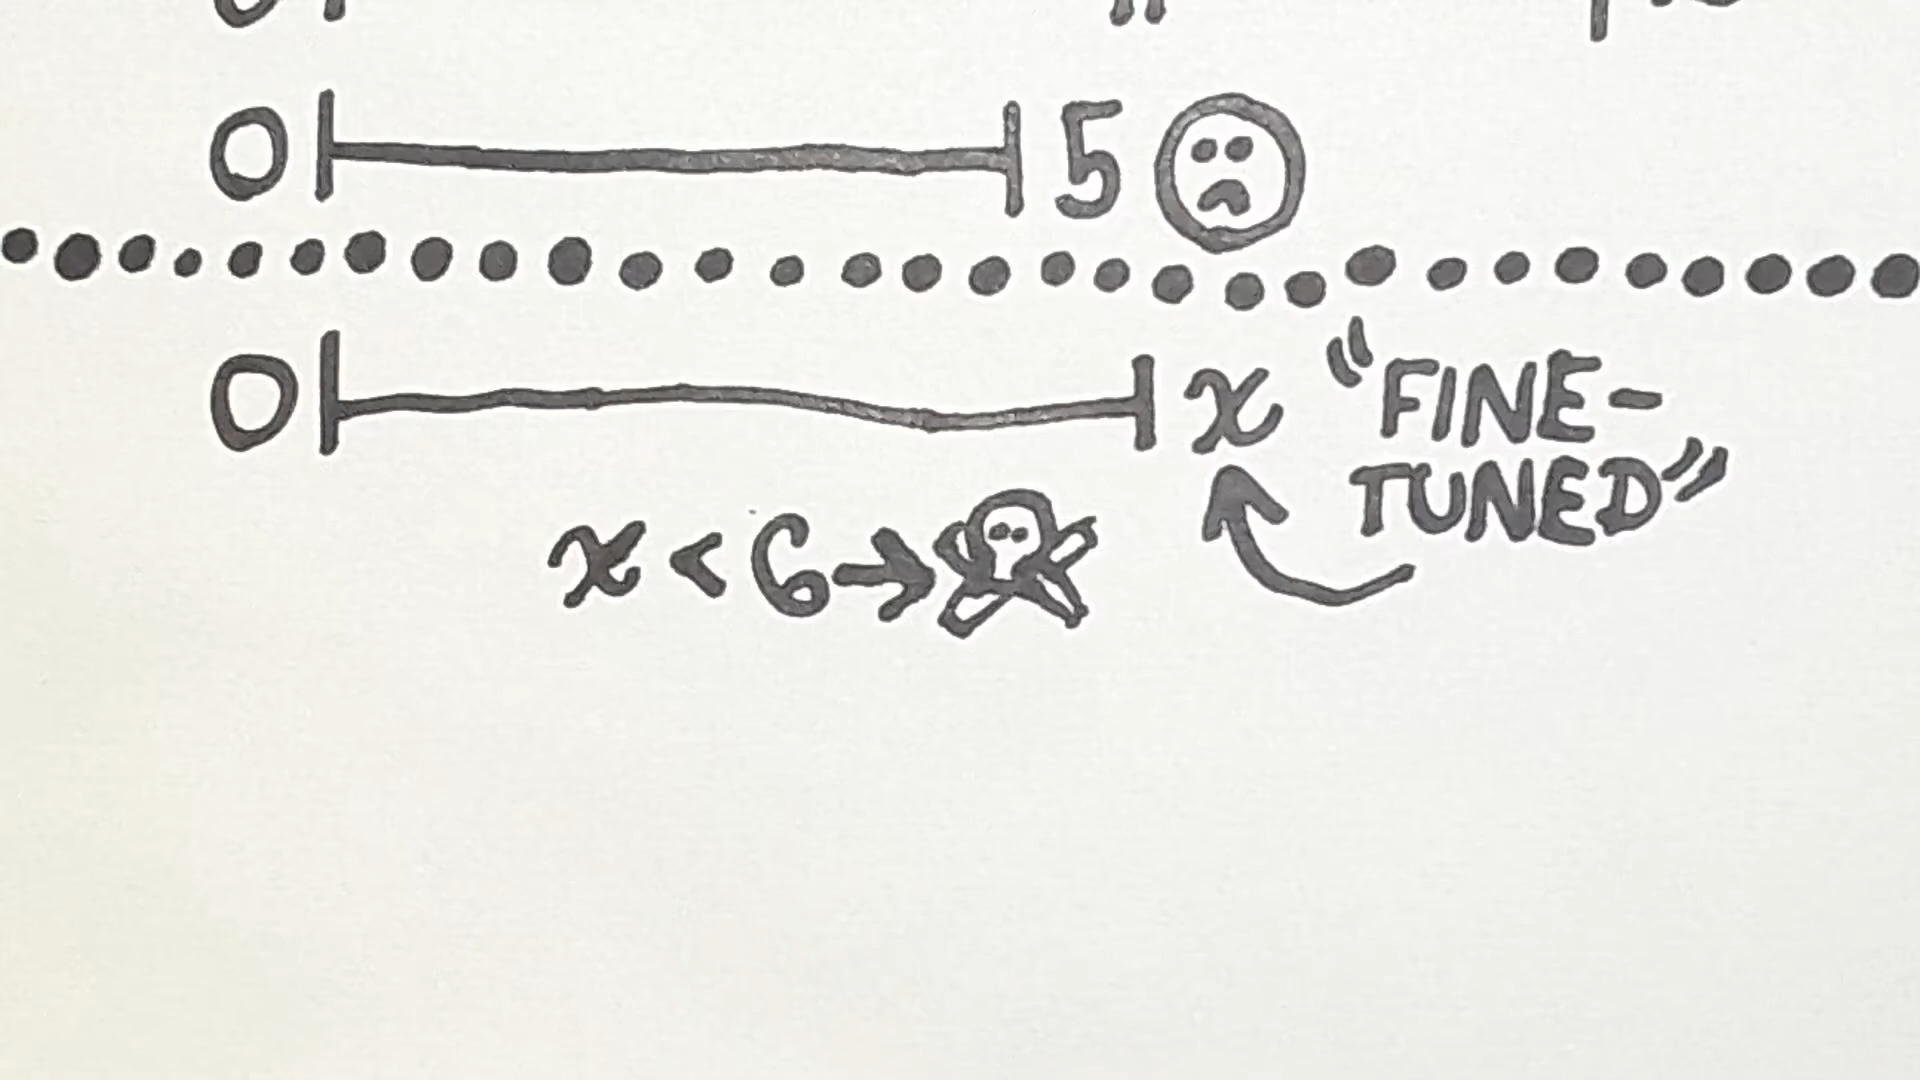 0 5
0 x "FINE-
TUNED"
x < 6 →